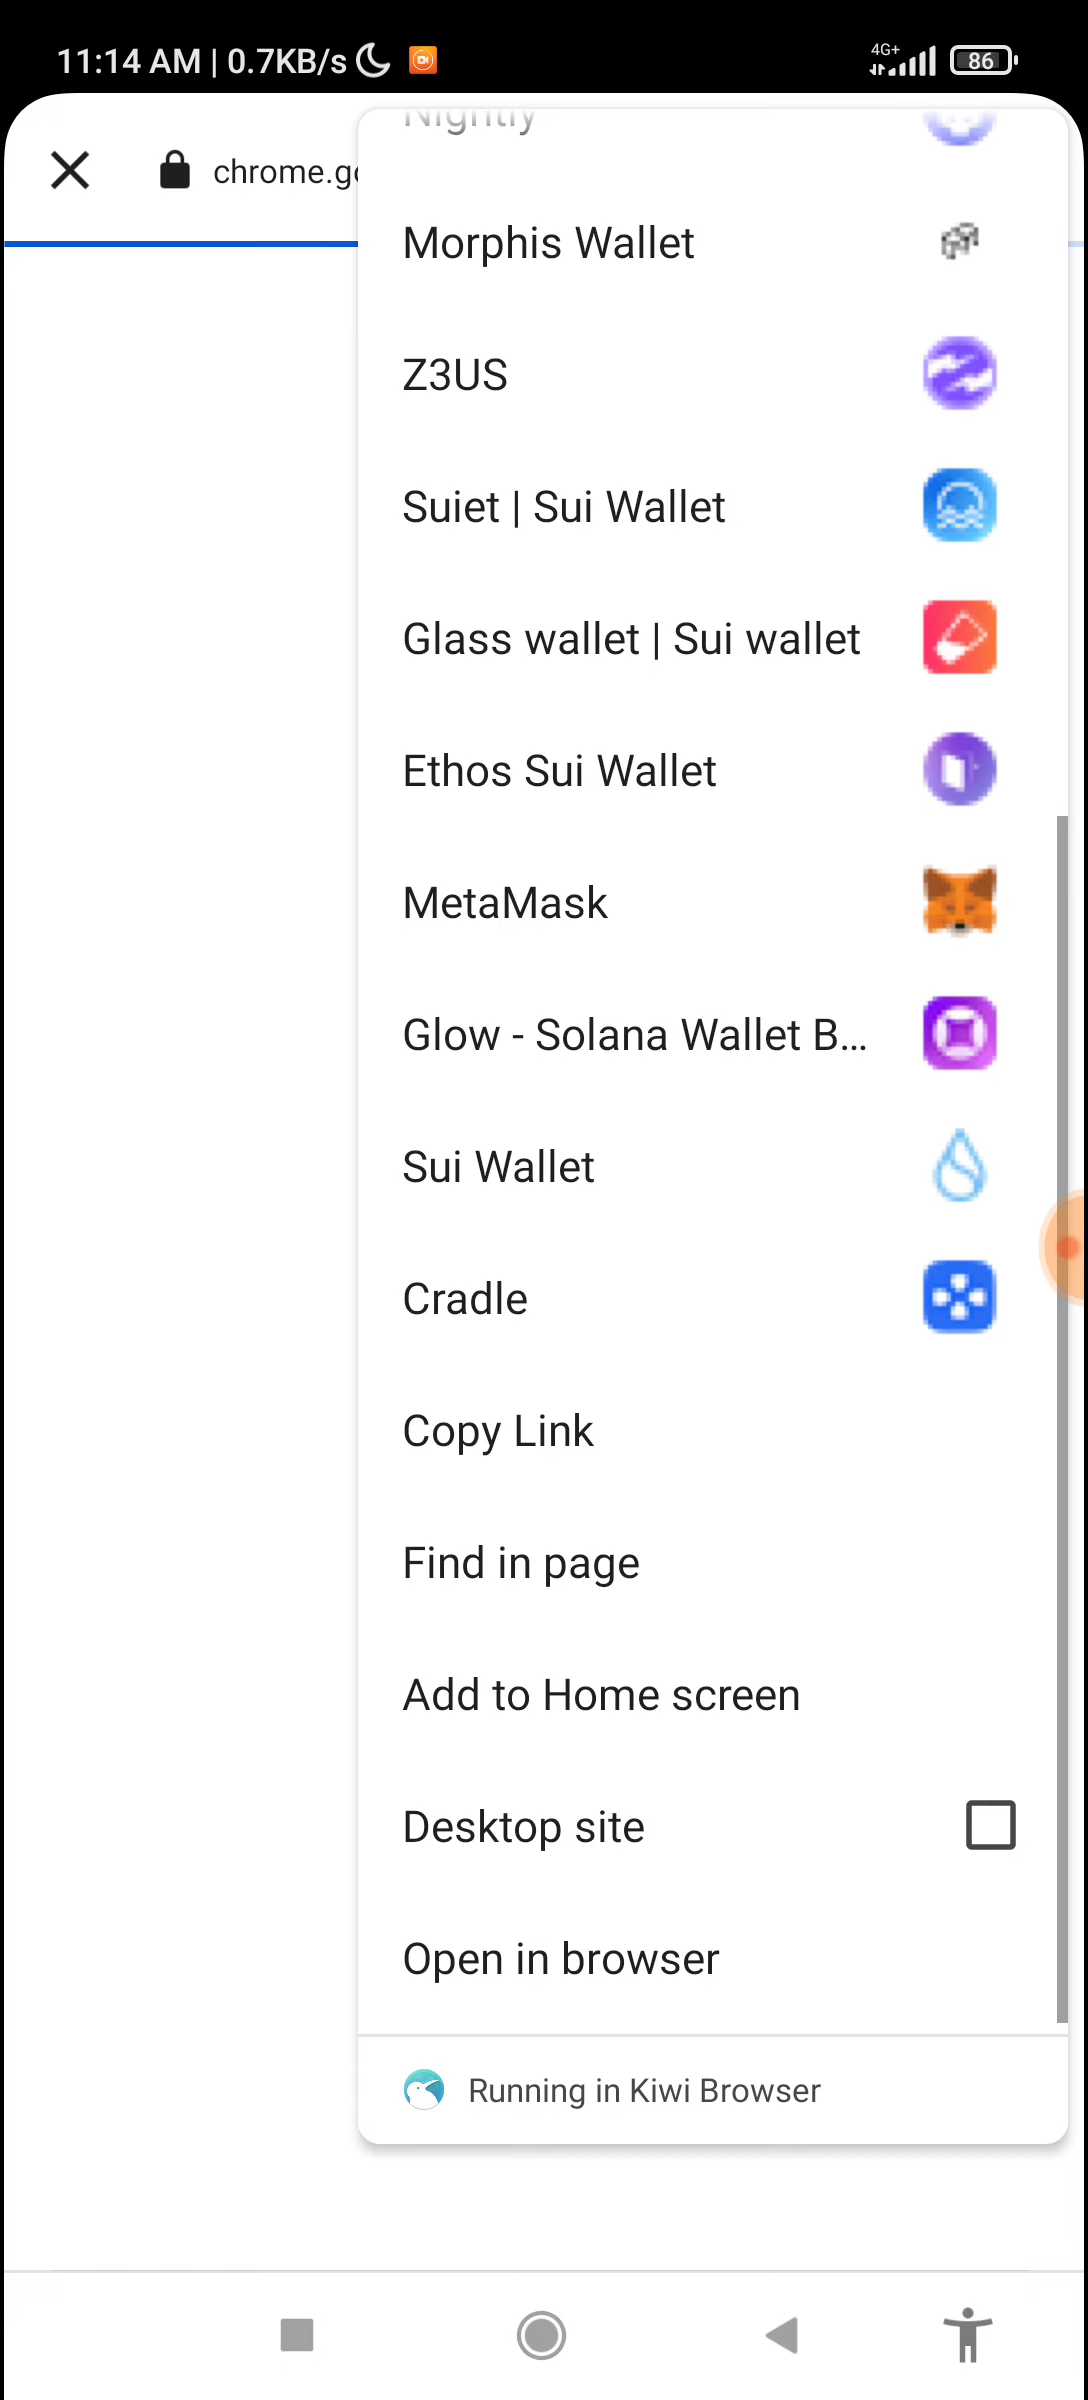 11:14 AM | 0.7KB/s
4G+
86
Nightly
chrome.go
Morphis Wallet
Z3US
Suiet | Sui Wallet
Glass wallet | Sui wallet
Ethos Sui Wallet
MetaMask
Glow - Solana Wallet B...
Sui Wallet
Cradle
Copy Link
Find in page
Add to Home screen
Desktop site
Open in browser
Running in Kiwi Browser